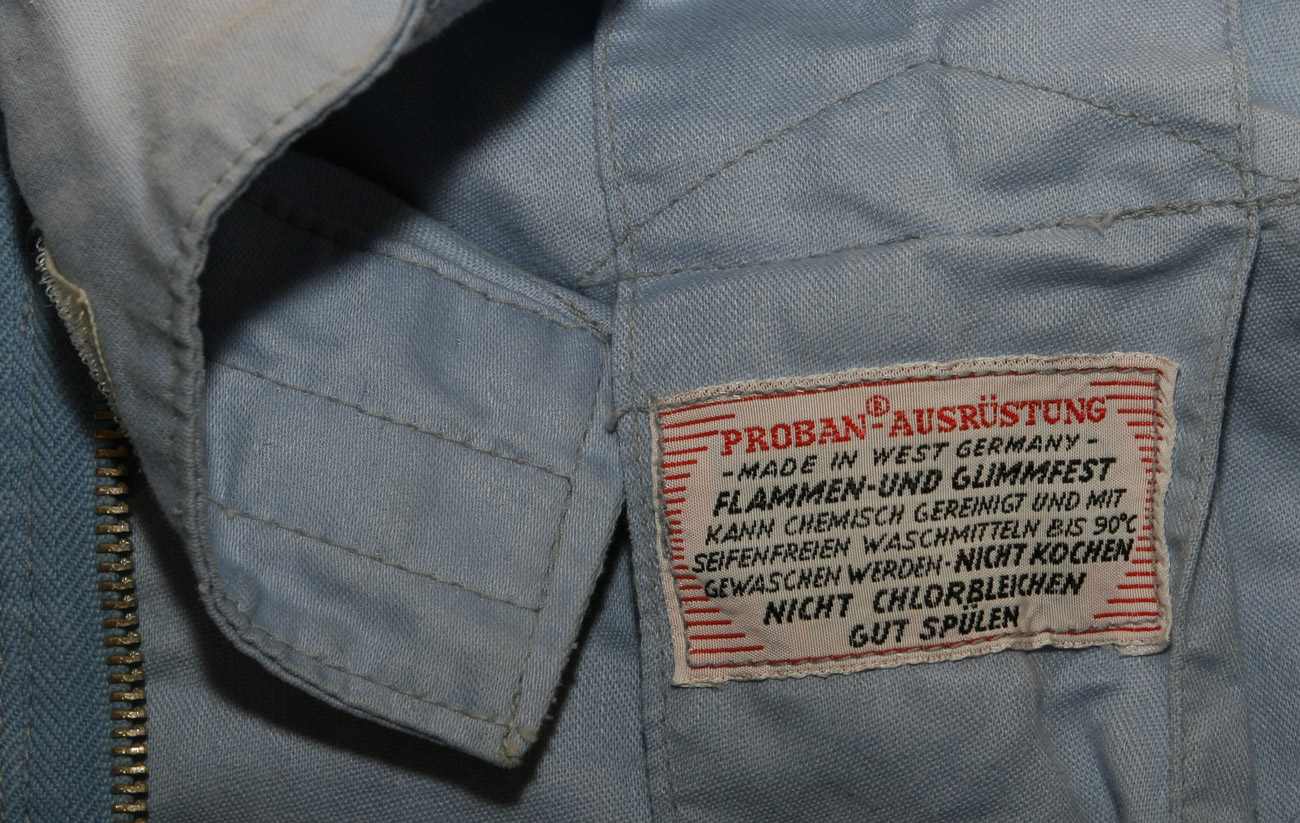 PROBAN®-AUSRÜSTUNG
-MADE IN WEST GERMANY-
FLAMMEN-UND GLIMMFEST
KANN CHEMISCH GEREINIGT UND MIT
SEIFENFREIEN WASCHMITTELN BIS 90°C
GEWASCHEN WERDEN-NICHT KOCHEN
NICHT CHLORBLEICHEN
GUT SPÜLEN